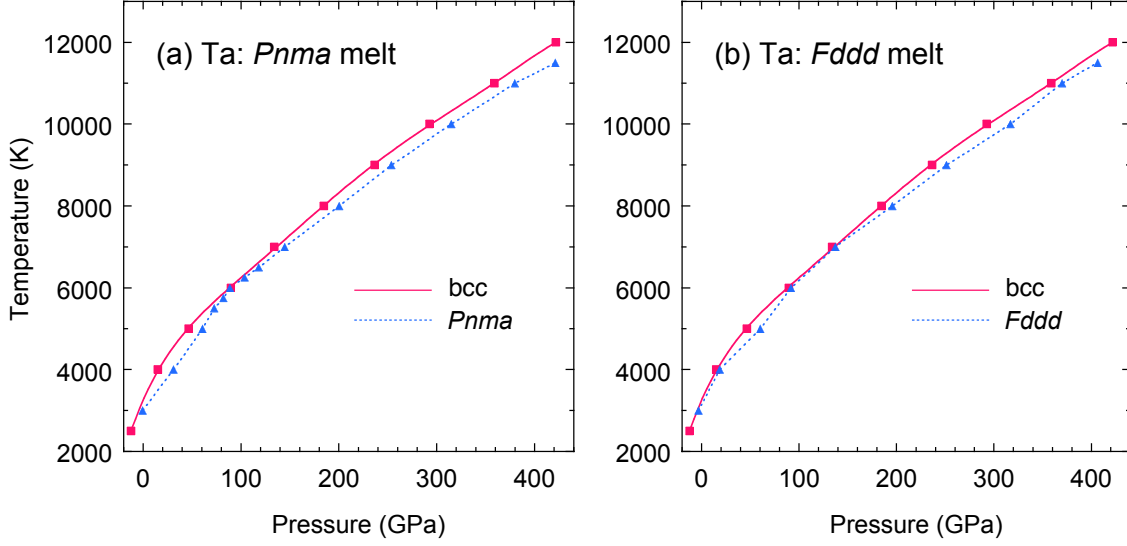 (a) Ta: Pnma melt
12000
10000
8000
6000
4000
2000
Temperature (K)
bcc
Pnma
0 100 200 300 400
Pressure (GPa)
(b) Ta: Fddd melt
12000
10000
8000
6000
4000
2000
bcc
Fddd
0 100 200 300 400
Pressure (GPa)